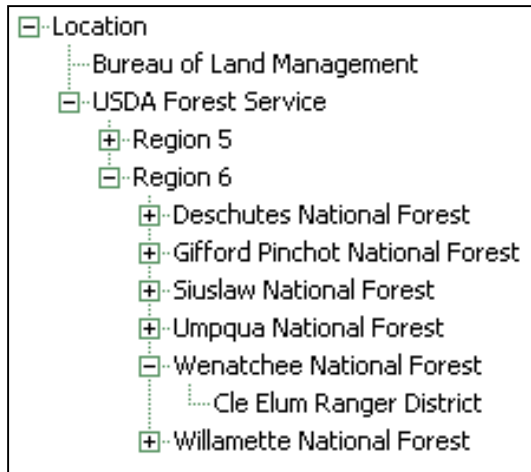 Location
Bureau of Land Management
USDA Forest Service
Region 5
Region 6
Deschutes National Forest
Gifford Pinchot National Forest
Siuslaw National Forest
Umpqua National Forest
Wenatchee National Forest
Cle Elum Ranger District
Willamette National Forest